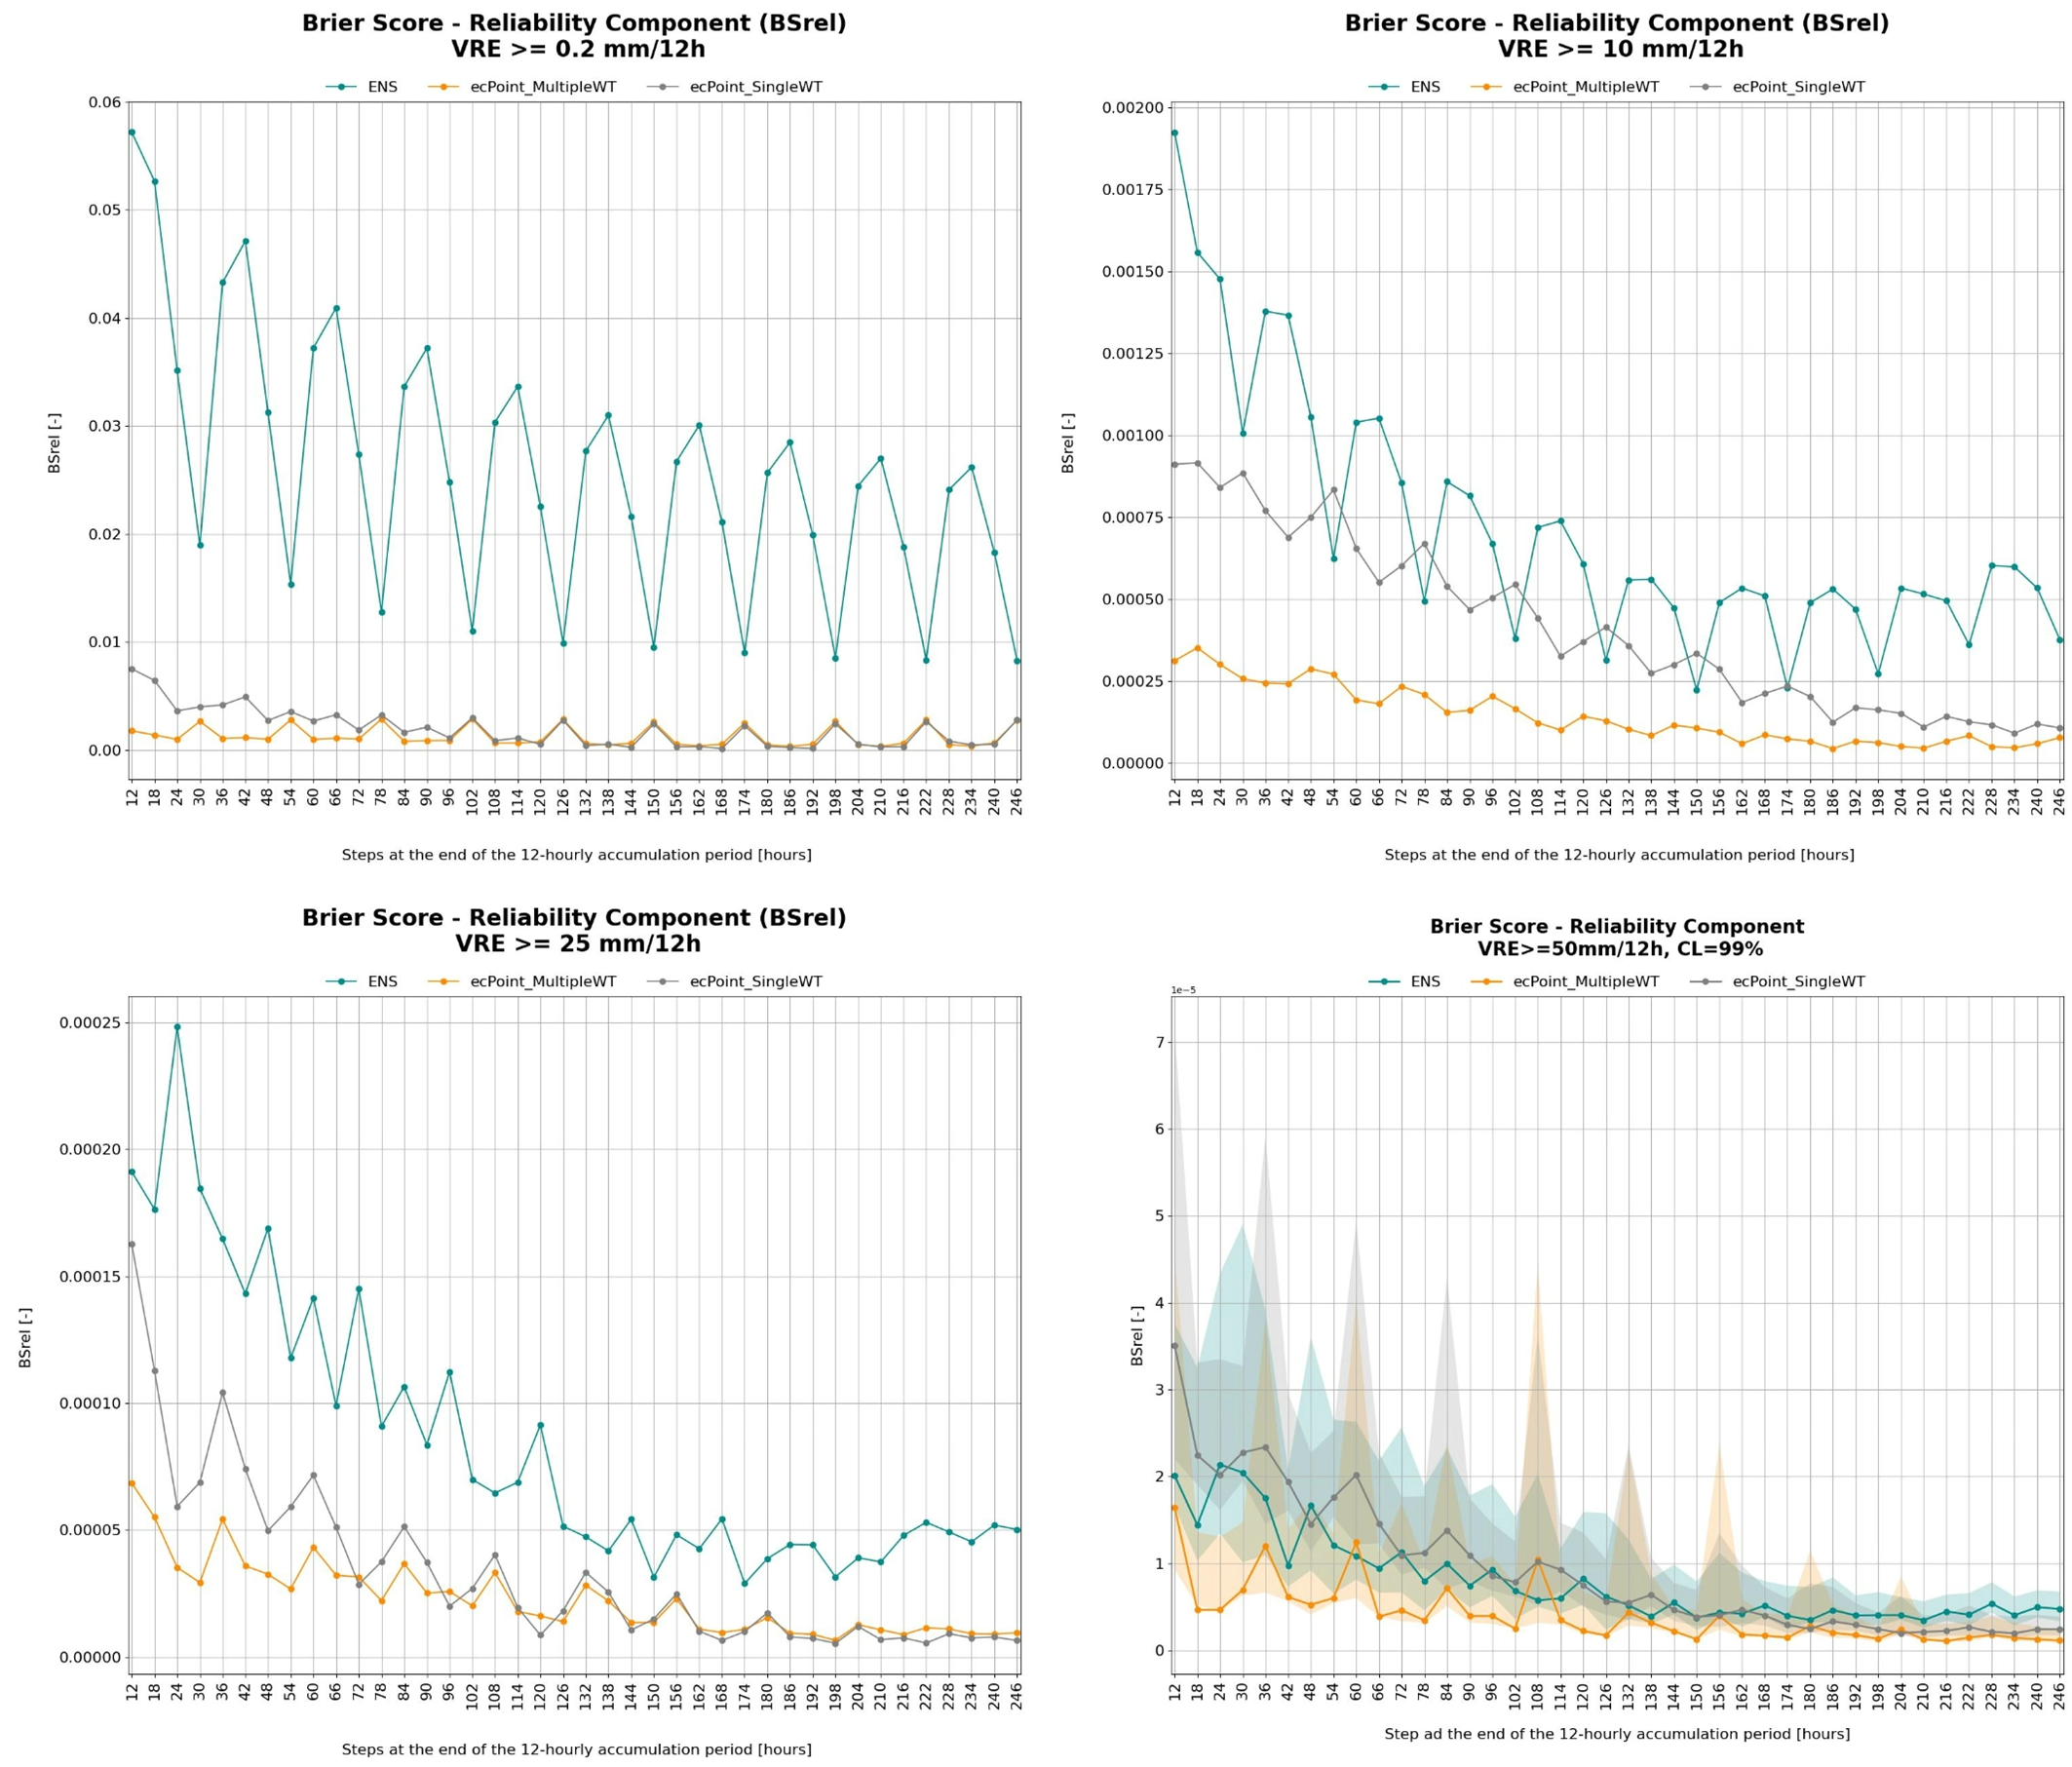 Brier Score - Reliability Component (BSrel)
VRE >= 0.2 mm/12h
ENS ecPoint_MultipleWT ecPoint_SingleWT
0.06
0.05
0.04
0.03
0.02
0.01
0.00
BSrel [-]
12 18 24 30 36 42 48 54 60 66 72 78 84 90 96 102 108 114 120 126 132 138 144 150 156 162 168 174 180 186 192 198 204 210 216 222 228 234 240 246
Steps at the end of the 12-hourly accumulation period [hours]
Brier Score - Reliability Component (BSrel)
VRE >= 10 mm/12h
ENS ecPoint_MultipleWT ecPoint_SingleWT
0.00200
0.00175
0.00150
0.00125
0.00100
0.00075
0.00050
0.00025
0.00000
BSrel [-]
12 18 24 30 36 42 48 54 60 66 72 78 84 90 96 102 108 114 120 126 132 138 144 150 156 162 168 174 180 186 192 198 204 210 216 222 228 234 240 246
Steps at the end of the 12-hourly accumulation period [hours]
Brier Score - Reliability Component (BSrel)
VRE >= 25 mm/12h
ENS ecPoint_MultipleWT ecPoint_SingleWT
0.00025
0.00020
0.00015
0.00010
0.00005
0.00000
BSrel [-]
12 18 24 30 36 42 48 54 60 66 72 78 84 90 96 102 108 114 120 126 132 138 144 150 156 162 168 174 180 186 192 198 204 210 216 222 228 234 240 246
Steps at the end of the 12-hourly accumulation period [hours]
Brier Score - Reliability Component
VRE>=50mm/12h, CL=99%
ENS ecPoint_MultipleWT ecPoint_SingleWT
1e−5
7
6
5
4
3
2
1
0
BSrel [-]
12 18 24 30 36 42 48 54 60 66 72 78 84 90 96 102 108 114 120 126 132 138 144 150 156 162 168 174 180 186 192 198 204 210 216 222 228 234 240 246
Step ad the end of the 12-hourly accumulation period [hours]